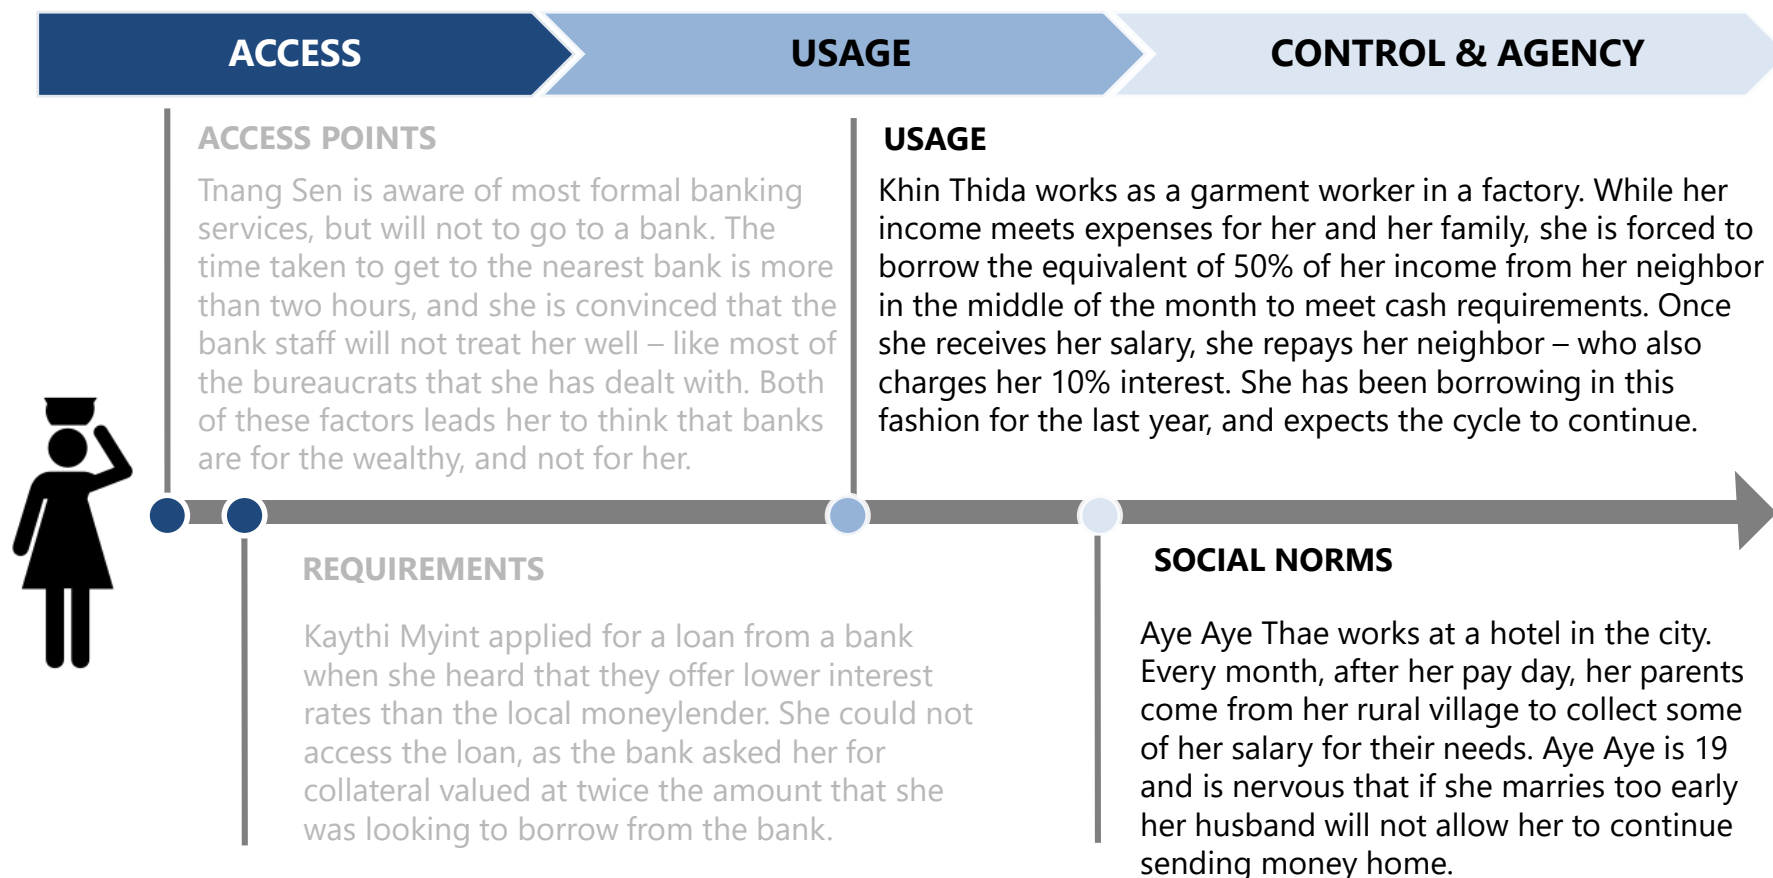 ACCESS
USAGE
CONTROL & AGENCY
ACCESS POINTS
Tnang Sen is aware of most formal banking
services, but will not to go to a bank. The
time taken to get to the nearest bank is more
than two hours, and she is convinced that the
bank staff will not treat her well – like most of
the bureaucrats that she has dealt with. Both
of these factors leads her to think that banks
are for the wealthy, and not for her.
USAGE
Khin Thida works as a garment worker in a factory. While her
income meets expenses for her and her family, she is forced to
borrow the equivalent of 50% of her income from her neighbor
in the middle of the month to meet cash requirements. Once
she receives her salary, she repays her neighbor – who also
charges her 10% interest. She has been borrowing in this
fashion for the last year, and expects the cycle to continue.
REQUIREMENTS
Kaythi Myint applied for a loan from a bank
when she heard that they offer lower interest
rates than the local moneylender. She could not
access the loan, as the bank asked her for
collateral valued at twice the amount that she
was looking to borrow from the bank.
SOCIAL NORMS
Aye Aye Thae works at a hotel in the city.
Every month, after her pay day, her parents
come from her rural village to collect some
of her salary for their needs. Aye Aye is 19
and is nervous that if she marries too early
her husband will not allow her to continue
sending money home.